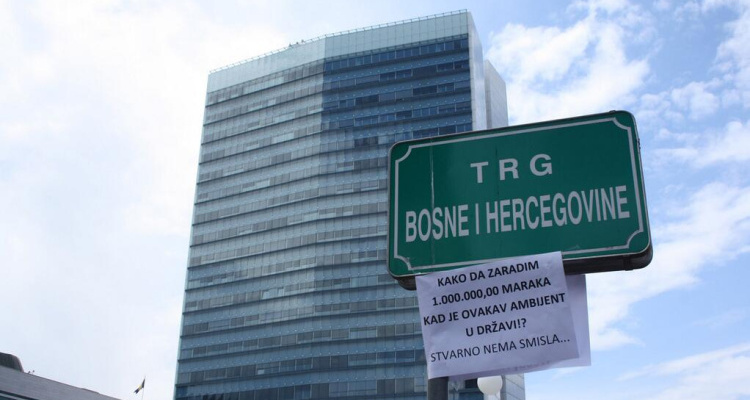 TRG
BOSNE I HERCEGOVINE
KAKO DA ZARADIM
1.000.000,00 MARAKA
KAD JE OVAKAV AMBIJENT
U DRŽAVI!?
STVARNO NEMA SMISLA...